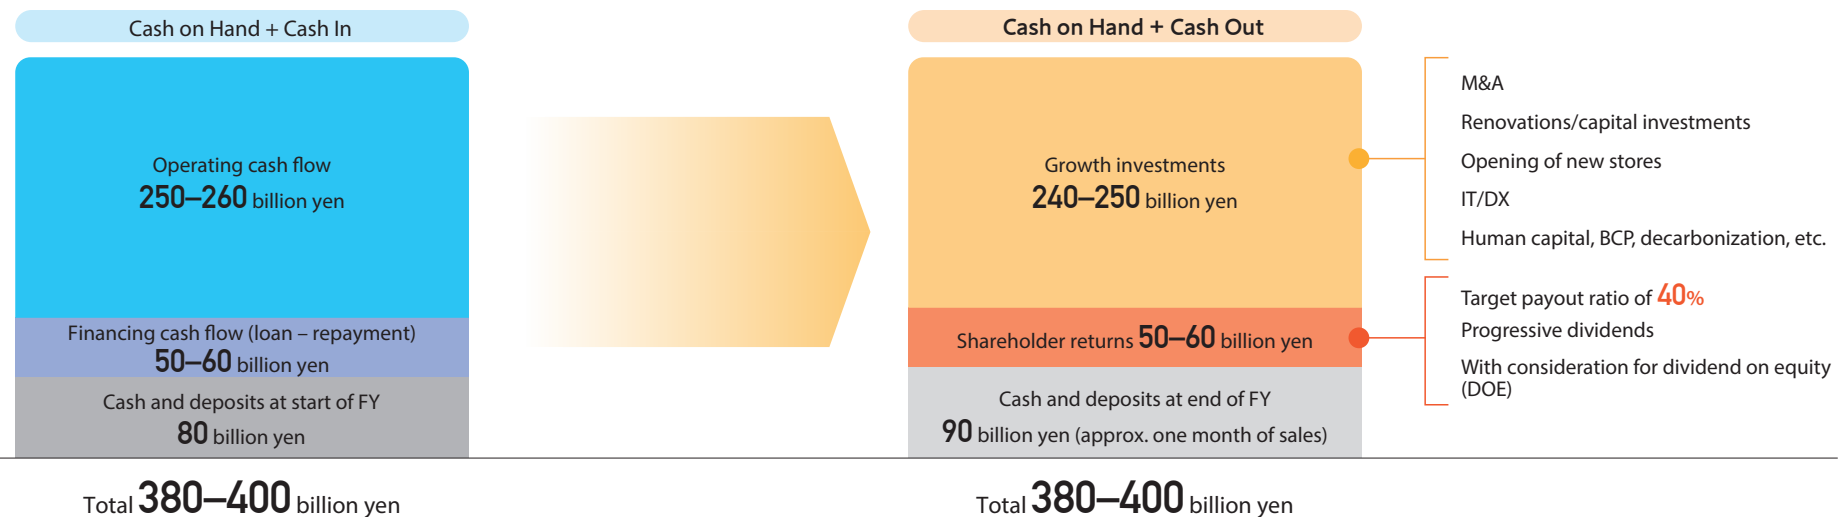 Cash on Hand + Cash In
Operating cash flow
250–260 billion yen
Financing cash flow (loan – repayment)
50–60 billion yen
Cash and deposits at start of FY
80 billion yen
Total 380–400 billion yen
Cash on Hand + Cash Out
Growth investments
240–250 billion yen
Shareholder returns 50–60 billion yen
Cash and deposits at end of FY
90 billion yen (approx. one month of sales)
Total 380–400 billion yen
M&A
Renovations/capital investments
Opening of new stores
IT/DX
Human capital, BCP, decarbonization, etc.
Target payout ratio of 40%
Progressive dividends
With consideration for dividend on equity
(DOE)